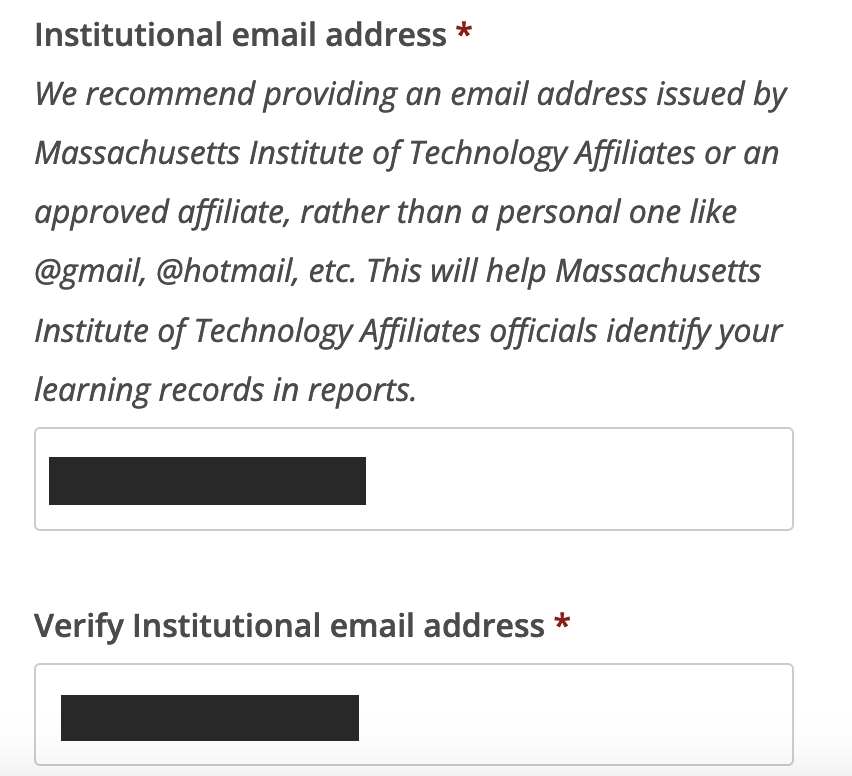 Institutional email address *
We recommend providing an email address issued by
Massachusetts Institute of Technology Affiliates or an
approved affiliate, rather than a personal one like
@gmail, @hotmail, etc. This will help Massachusetts
Institute of Technology Affiliates officials identify your
learning records in reports.
Verify Institutional email address *